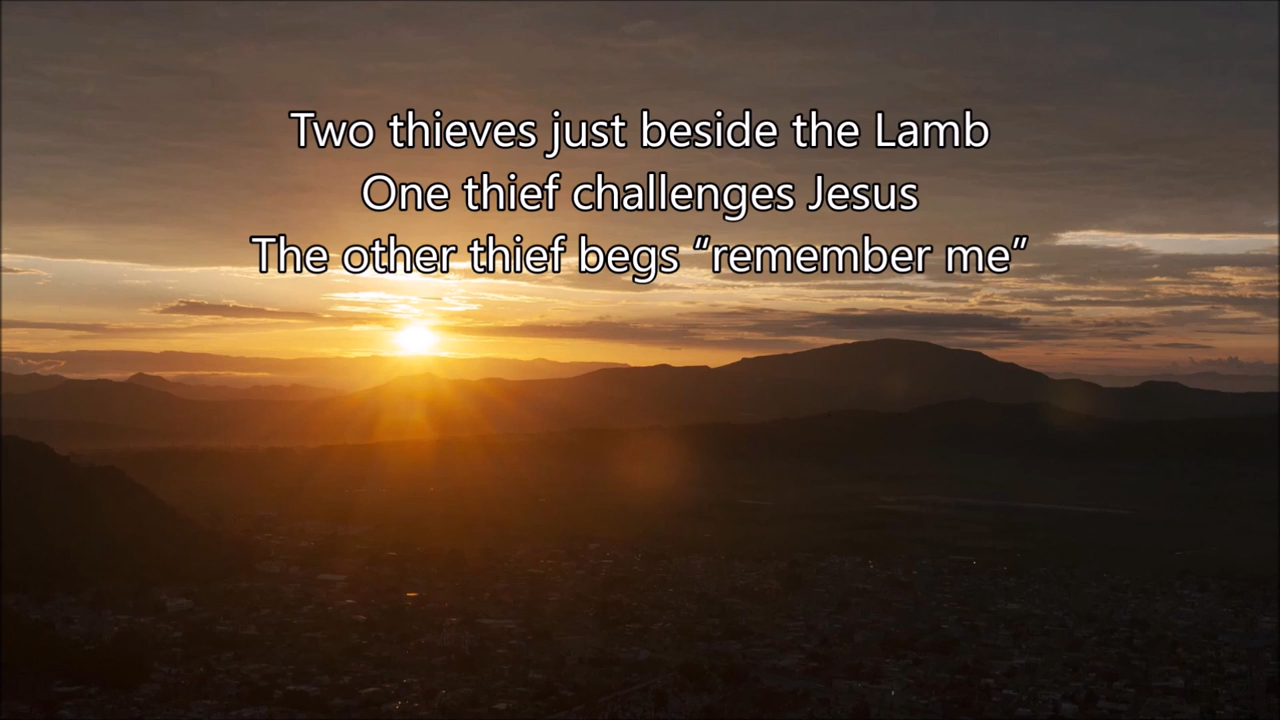 Two thieves just beside the Lamb
One thief challenges Jesus
The other thief begs “remember me”